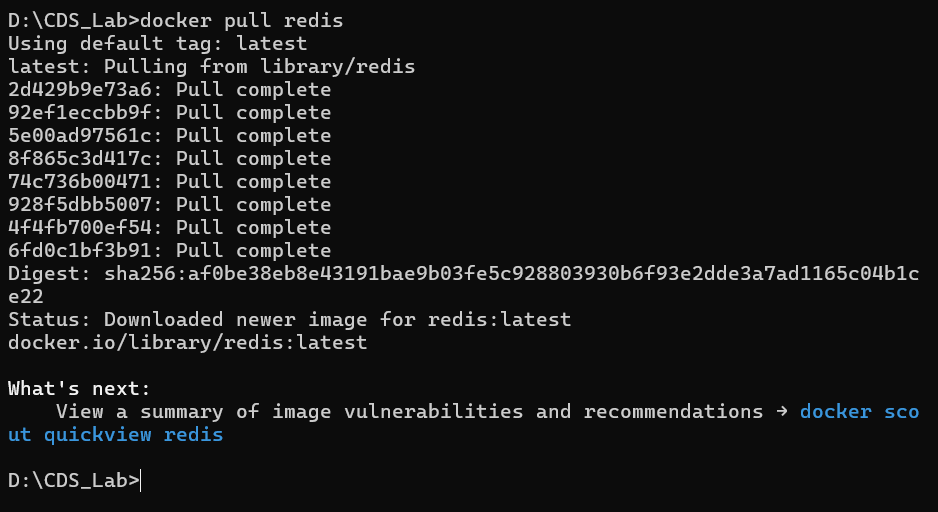 D:\CDS_Lab>docker pull redis
Using default tag: latest
latest: Pulling from library/redis
2d429b9e73a6: Pull complete
92ef1eccbb9f: Pull complete
5e00ad97561c: Pull complete
8f865c3d417c: Pull complete
74c736b00471: Pull complete
928f5dbb5007: Pull complete
4f4fb700ef54: Pull complete
6fd0c1bf3b91: Pull complete
Digest: sha256:af0be38eb8e43191bae9b03fe5c928803930b6f93e2dde3a7ad1165c04b1c
e22
Status: Downloaded newer image for redis:latest
docker.io/library/redis:latest
What's next:
View a summary of image vulnerabilities and recommendations → docker sco
ut quickview redis
D:\CDS_Lab>